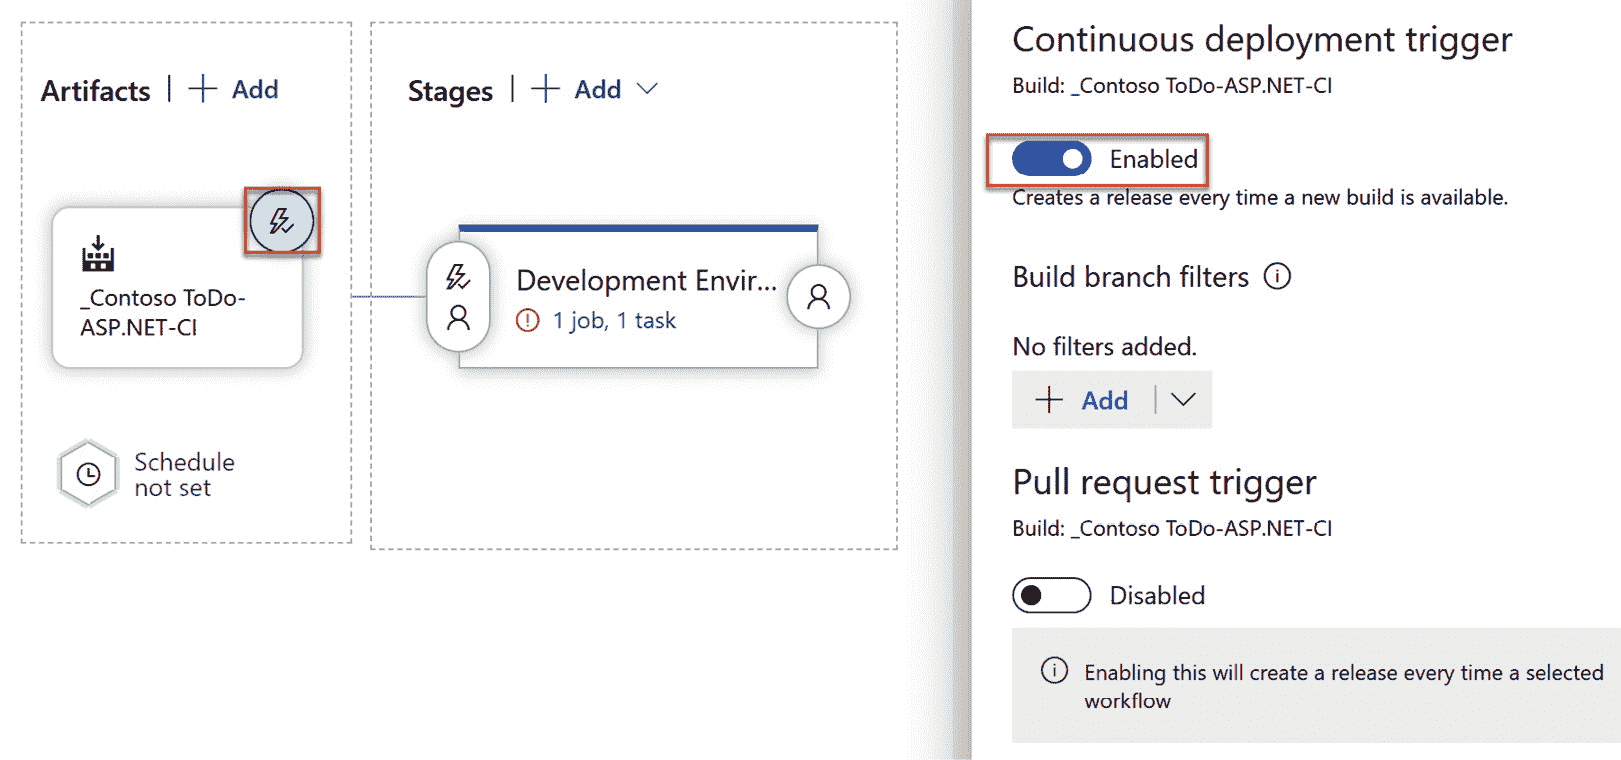 Artifacts | + Add
_Contoso ToDo-
ASP.NET-CI
Schedule
not set
Stages | + Add
Development Envir...
1 job, 1 task
Continuous deployment trigger
Build: _Contoso ToDo-ASP.NET-CI
Enabled
Creates a release every time a new build is available.
Build branch filters
No filters added.
+ Add
Pull request trigger
Build: _Contoso ToDo-ASP.NET-CI
Disabled
Enabling this will create a release every time a selected
workflow